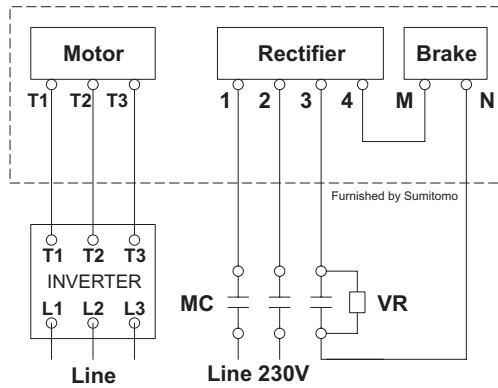 Motor Rectifier Brake
T1 T2 T3 1 2 3 4 M N
Furnished by Sumitomo
T1 T2 T3
INVERTER
L1 L2 L3
MC VR
Line Line 230V